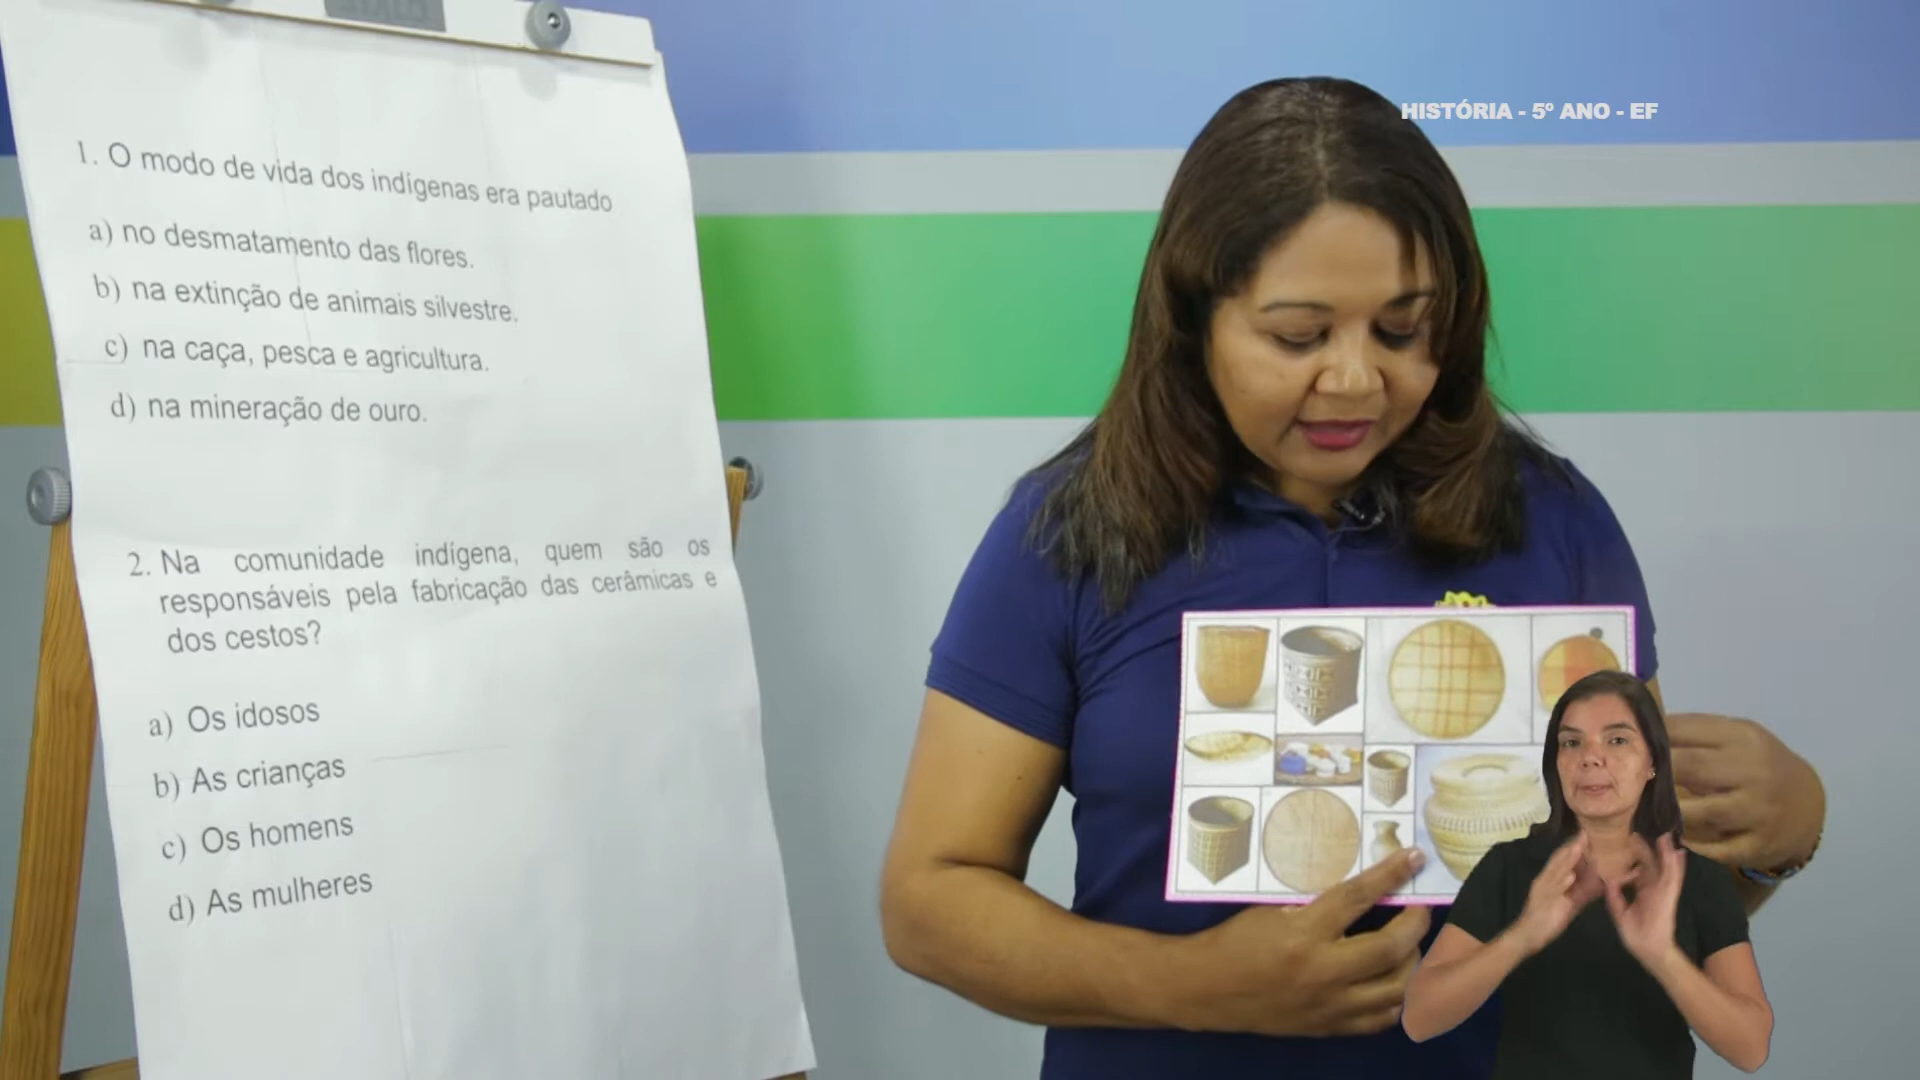 HISTÓRIA - 5º ANO - EF
1. O modo de vida dos indígenas era pautado
a) no desmatamento das flores.
b) na extinção de animais silvestre.
c) na caça, pesca e agricultura.
d) na mineração de ouro.
2. Na comunidade indígena, quem são os
responsáveis pela fabricação das cerâmicas e
dos cestos?
a) Os idosos
b) As crianças
c) Os homens
d) As mulheres